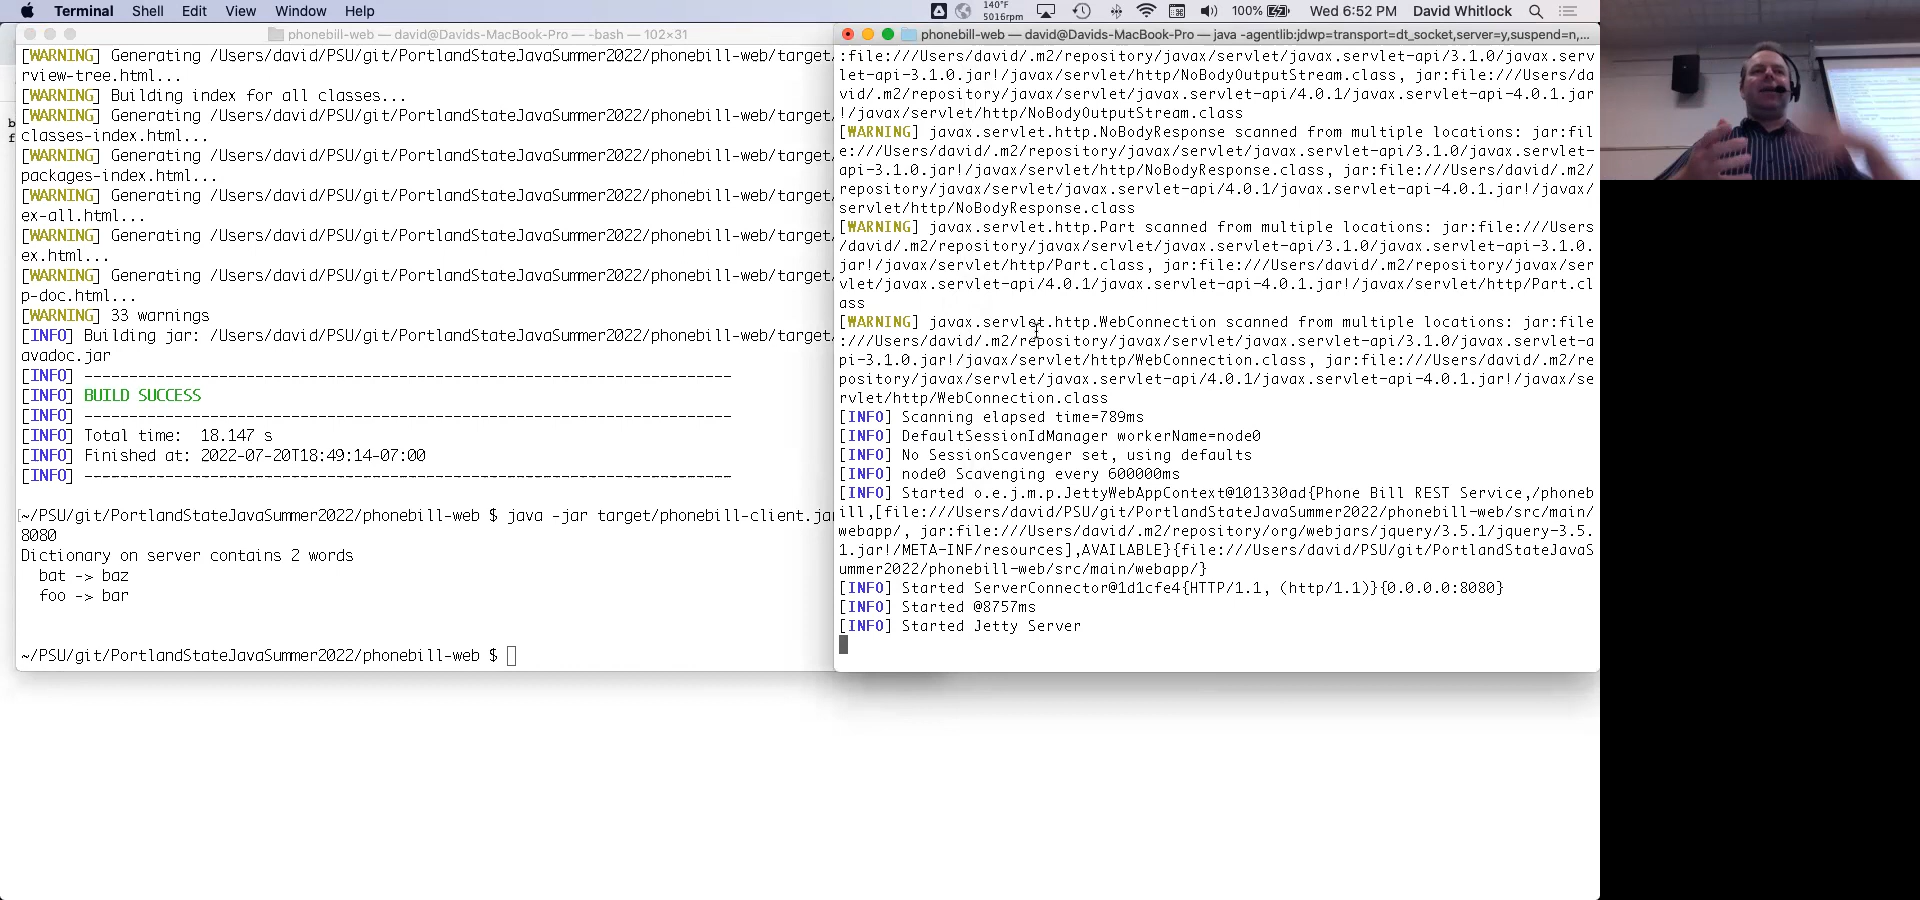 Terminal Shell Edit View Window Help 140°F 5016rpm 100% Wed 6:52 PM David Whitlock
phonebill-web — david@Davids-MacBook-Pro — -bash — 102×31
[WARNING] Generating /Users/david/PSU/git/PortlandStateJavaSummer2022/phonebill-web/target/
rview-tree.html...
[WARNING] Building index for all classes...
[WARNING] Generating /Users/david/PSU/git/PortlandStateJavaSummer2022/phonebill-web/target/
classes-index.html...
[WARNING] Generating /Users/david/PSU/git/PortlandStateJavaSummer2022/phonebill-web/target/
packages-index.html...
[WARNING] Generating /Users/david/PSU/git/PortlandStateJavaSummer2022/phonebill-web/target/
ex-all.html...
[WARNING] Generating /Users/david/PSU/git/PortlandStateJavaSummer2022/phonebill-web/target/
ex.html...
[WARNING] Generating /Users/david/PSU/git/PortlandStateJavaSummer2022/phonebill-web/target/
p-doc.html...
[WARNING] 33 warnings
[INFO] Building jar: /Users/david/PSU/git/PortlandStateJavaSummer2022/phonebill-web/target/
avadoc.jar
[INFO] ------------------------------------------------------------------------
[INFO] BUILD SUCCESS
[INFO] ------------------------------------------------------------------------
[INFO] Total time:  18.147 s
[INFO] Finished at: 2022-07-20T18:49:14-07:00
[INFO] ------------------------------------------------------------------------
~/PSU/git/PortlandStateJavaSummer2022/phonebill-web $ java -jar target/phonebill-client.jar
8080
Dictionary on server contains 2 words
bat -> baz
foo -> bar
~/PSU/git/PortlandStateJavaSummer2022/phonebill-web $
phonebill-web — david@Davids-MacBook-Pro — java -agentlib:jdwp=transport=dt_socket,server=y,suspend=n,...
:file:///Users/david/.m2/repository/javax/servlet/javax.servlet-api/3.1.0/javax.serv
let-api-3.1.0.jar!/javax/servlet/http/NoBodyOutputStream.class, jar:file:///Users/da
vid/.m2/repository/javax/servlet/javax.servlet-api/4.0.1/javax.servlet-api-4.0.1.jar
!/javax/servlet/http/NoBodyOutputStream.class
[WARNING] javax.servlet.http.NoBodyResponse scanned from multiple locations: jar:fil
e:///Users/david/.m2/repository/javax/servlet/javax.servlet-api/3.1.0/javax.servlet-
api-3.1.0.jar!/javax/servlet/http/NoBodyResponse.class, jar:file:///Users/david/.m2/
repository/javax/servlet/javax.servlet-api/4.0.1/javax.servlet-api-4.0.1.jar!/javax/
servlet/http/NoBodyResponse.class
[WARNING] javax.servlet.http.Part scanned from multiple locations: jar:file:///Users
/david/.m2/repository/javax/servlet/javax.servlet-api/3.1.0/javax.servlet-api-3.1.0.
jar!/javax/servlet/http/Part.class, jar:file:///Users/david/.m2/repository/javax/ser
vlet/javax.servlet-api/4.0.1/javax.servlet-api-4.0.1.jar!/javax/servlet/http/Part.cl
ass
[WARNING] javax.servlet.http.WebConnection scanned from multiple locations: jar:file
:///Users/david/.m2/repository/javax/servlet/javax.servlet-api/3.1.0/javax.servlet-a
pi-3.1.0.jar!/javax/servlet/http/WebConnection.class, jar:file:///Users/david/.m2/re
pository/javax/servlet/javax.servlet-api/4.0.1/javax.servlet-api-4.0.1.jar!/javax/se
rvlet/http/WebConnection.class
[INFO] Scanning elapsed time=789ms
[INFO] DefaultSessionIdManager workerName=node0
[INFO] No SessionScavenger set, using defaults
[INFO] node0 Scavenging every 600000ms
[INFO] Started o.e.j.m.p.JettyWebAppContext@101330ad{Phone Bill REST Service,/phoneb
ill,[file:///Users/david/PSU/git/PortlandStateJavaSummer2022/phonebill-web/src/main/
webapp/, jar:file:///Users/david/.m2/repository/org/webjars/jquery/3.5.1/jquery-3.5.
1.jar!/META-INF/resources],AVAILABLE}{file:///Users/david/PSU/git/PortlandStateJavaS
ummer2022/phonebill-web/src/main/webapp/}
[INFO] Started ServerConnector@1d1cfe4{HTTP/1.1, (http/1.1)}{0.0.0.0:8080}
[INFO] Started @8757ms
[INFO] Started Jetty Server